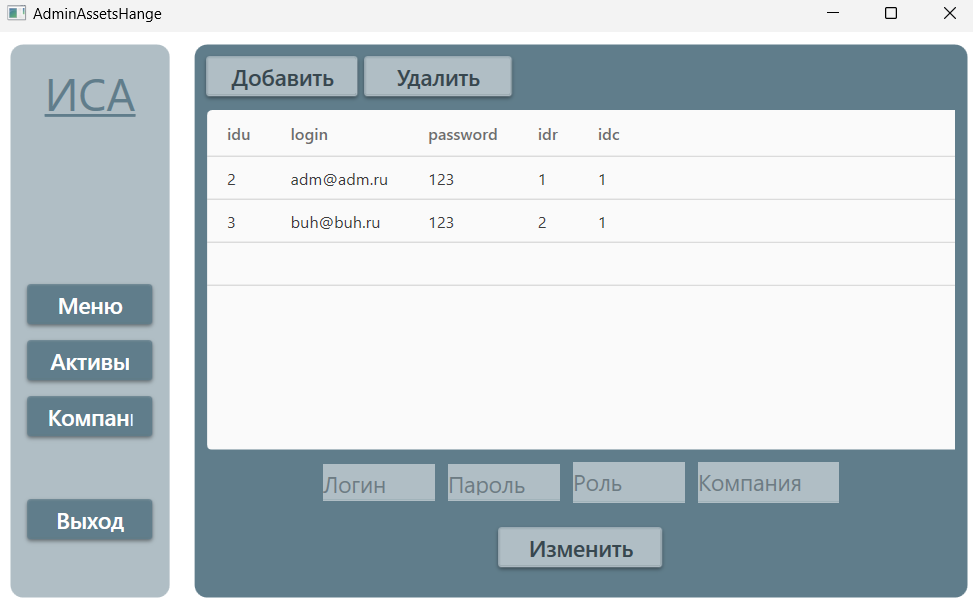 AdminAssetsHange
ИСА
Меню
Активы
Компан
Выход
Добавить Удалить
idu login password idr idc
2 adm@adm.ru 123 1 1
3 buh@buh.ru 123 2 1
Логин Пароль Роль Компания
Изменить